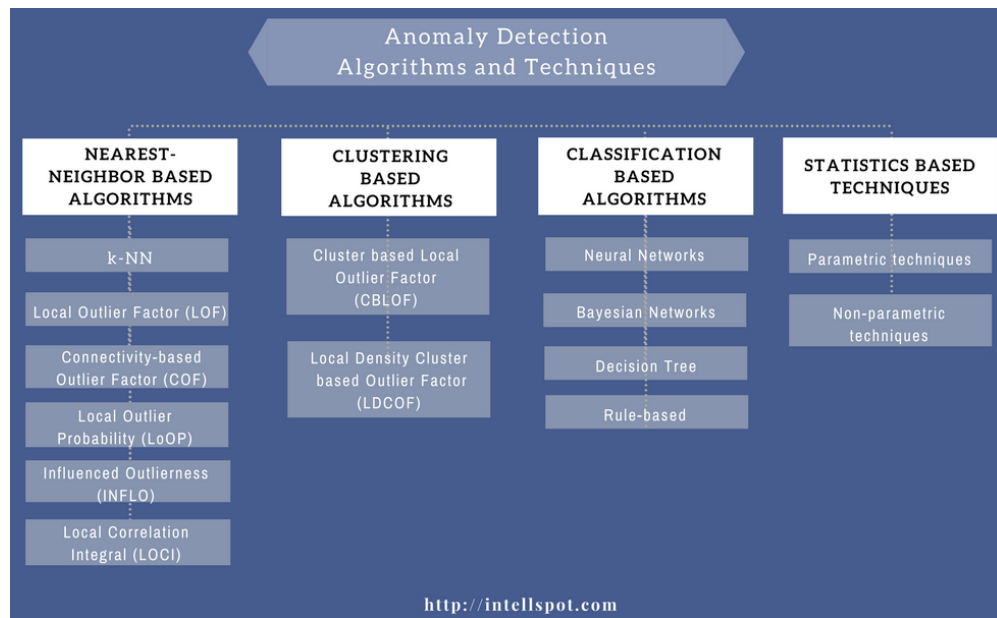 Anomaly Detection
Algorithms and Techniques
NEAREST-
NEIGHBOR BASED
ALGORITHMS
k-NN
Local Outlier Factor (LOF)
Connectivity-based
Outlier Factor (COF)
Local Outlier
Probability (LoOP)
Influenced Outlierness
(INFLO)
Local Correlation
Integral (LOCI)
CLUSTERING
BASED
ALGORITHMS
Cluster based Local
Outlier Factor
(CBLOF)
Local Density Cluster
based Outlier Factor
(LDCOF)
CLASSIFICATION
BASED
ALGORITHMS
Neural Networks
Bayesian Networks
Decision Tree
Rule-based
STATISTICS BASED
TECHNIQUES
Parametric techniques
Non-parametric
techniques
http://intellspot.com